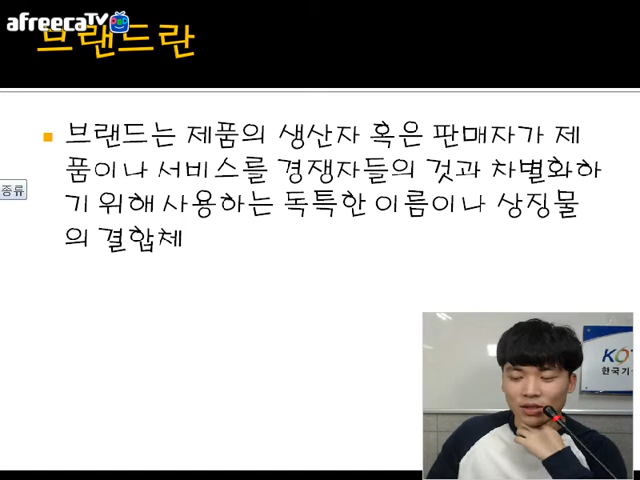 afreecaTV
브랜드란
브랜드는 제품의 생산자 혹은 판매자가 제
품이나 서비스를 경쟁자들의 것과 차별화하
기 위해 사용하는 독특한 이름이나 상징물
의 결합체
종류
한국기